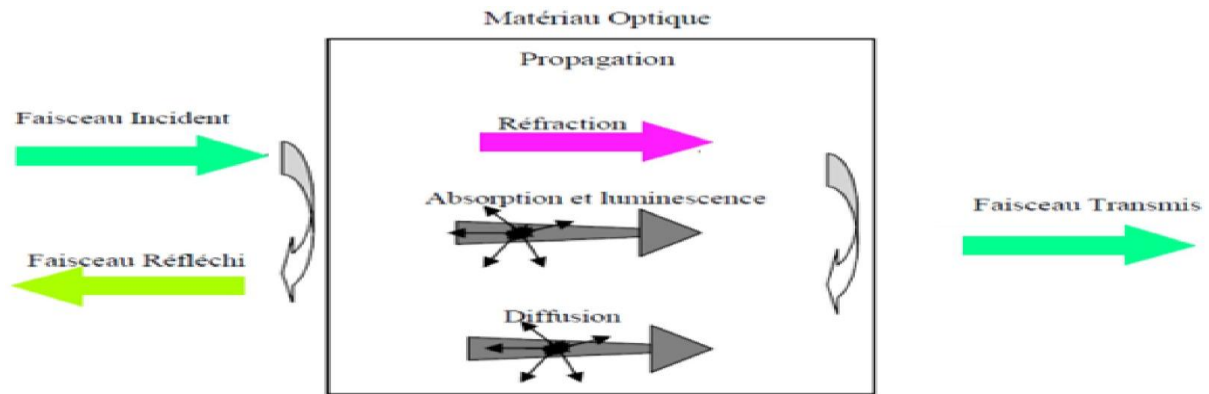 Matériau Optique
Propagation
Faisceau Incident
Réfraction
Absorption et luminescence
Faisceau Transmis
Faisceau Réfléchi
Diffusion